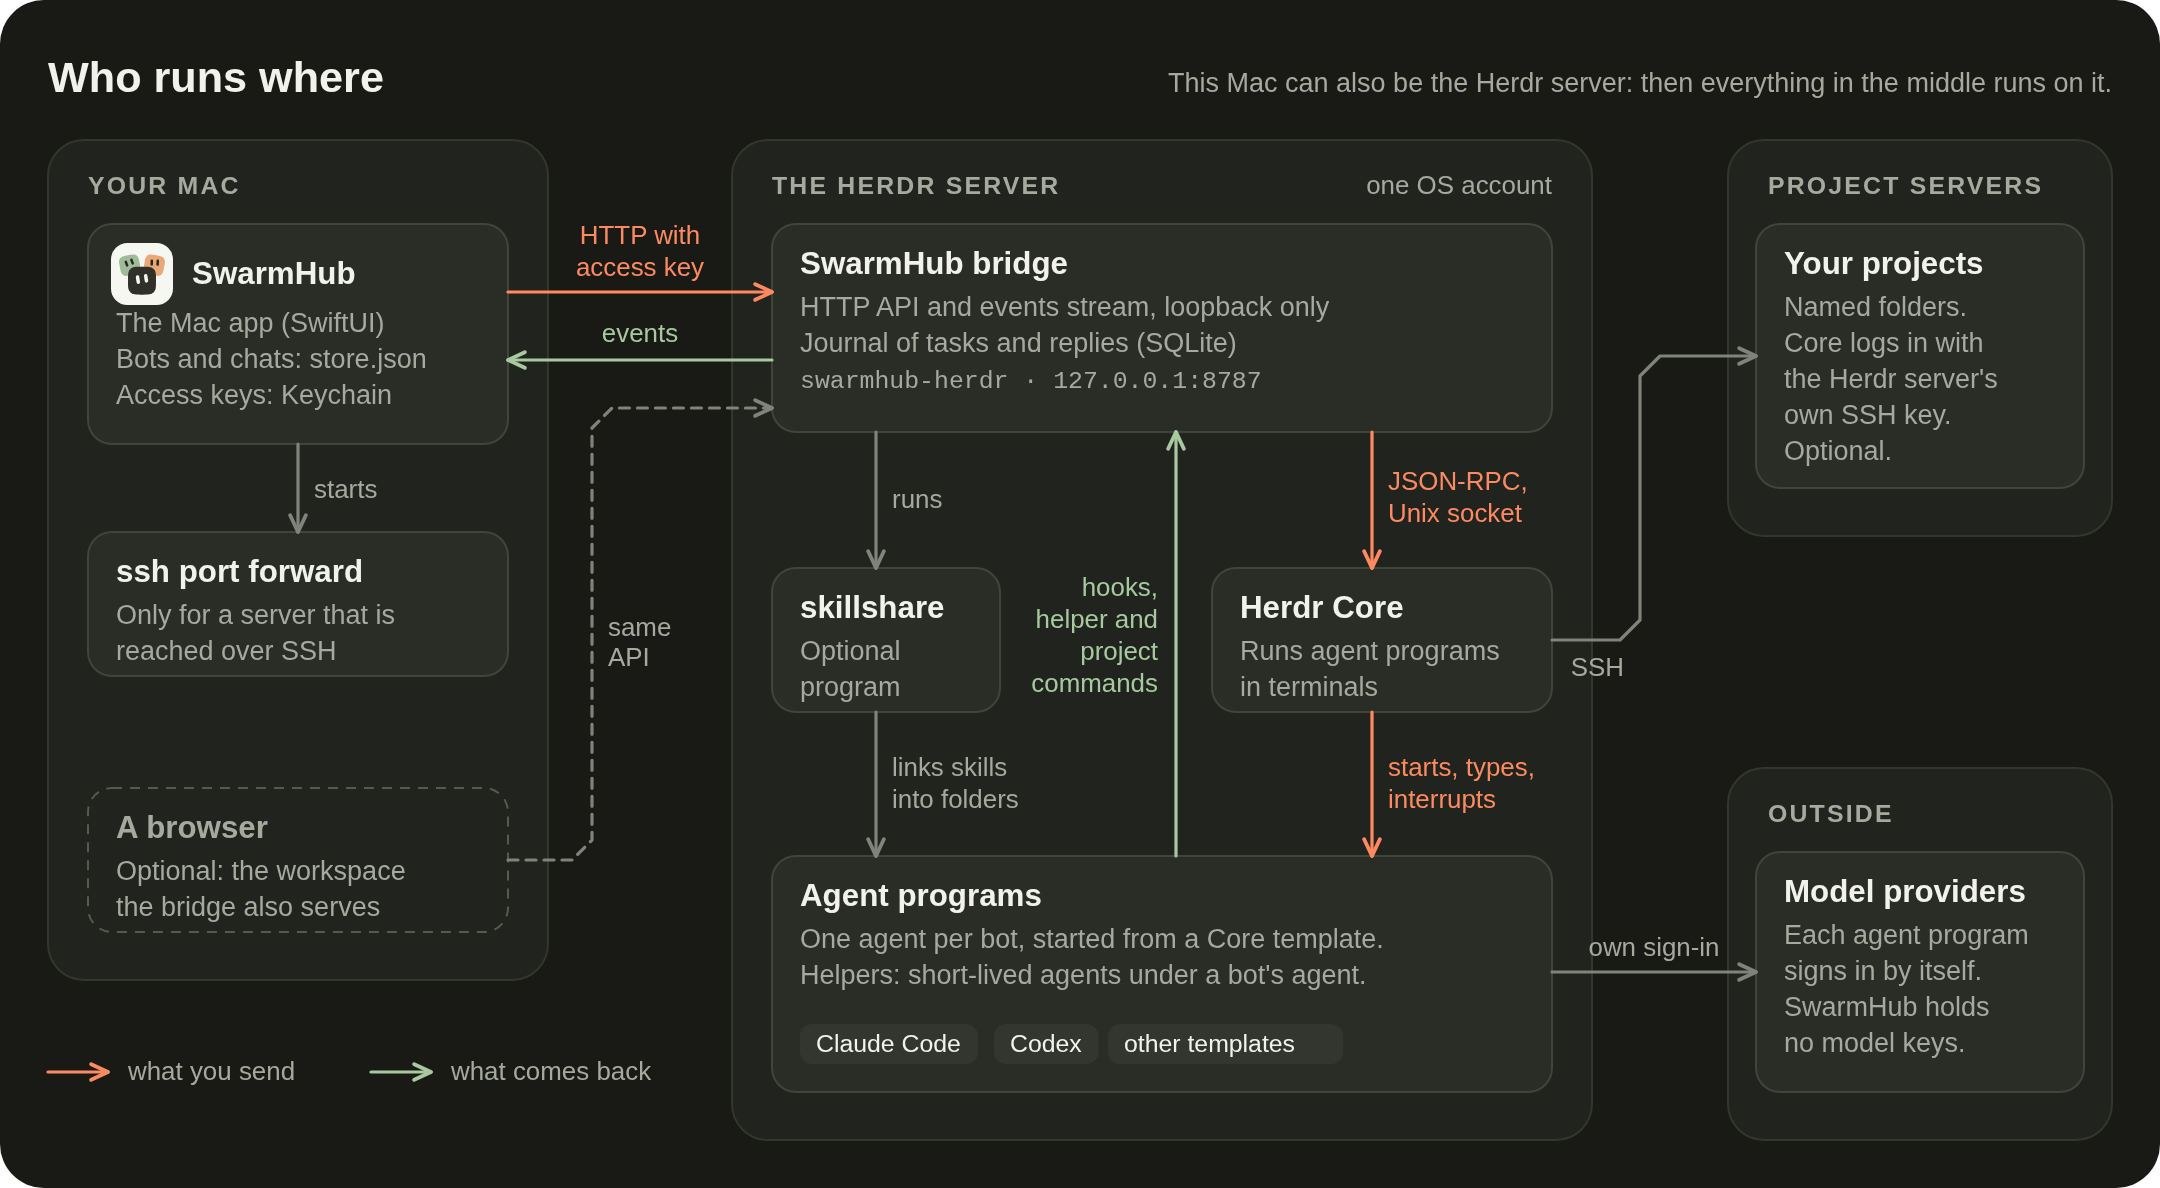 Who runs where
This Mac can also be the Herdr server: then everything in the middle runs on it.
YOUR MAC
SwarmHub
The Mac app (SwiftUI)
Bots and chats: store.json
Access keys: Keychain
starts
ssh port forward
Only for a server that is
reached over SSH
A browser
Optional: the workspace
the bridge also serves
HTTP with
access key
events
same
API
THE HERDR SERVER
one OS account
SwarmHub bridge
HTTP API and events stream, loopback only
Journal of tasks and replies (SQLite)
swarmhub-herdr · 127.0.0.1:8787
runs
JSON-RPC,
Unix socket
skillshare
Optional
program
hooks,
helper and
project
commands
Herdr Core
Runs agent programs
in terminals
links skills
into folders
starts, types,
interrupts
Agent programs
One agent per bot, started from a Core template.
Helpers: short-lived agents under a bot's agent.
Claude Code
Codex
other templates
SSH
own sign-in
PROJECT SERVERS
Your projects
Named folders.
Core logs in with
the Herdr server's
own SSH key.
Optional.
OUTSIDE
Model providers
Each agent program
signs in by itself.
SwarmHub holds
no model keys.
what you send
what comes back